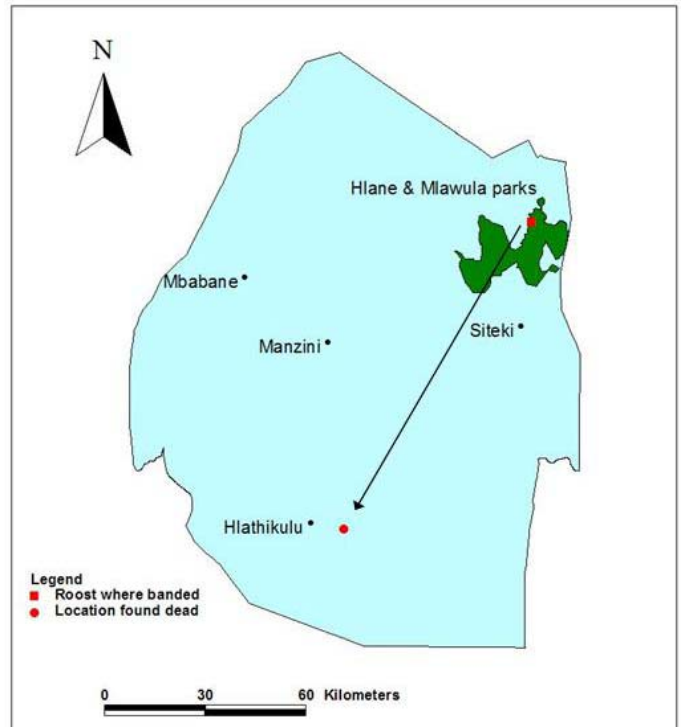 N
Hlane & Mlawula parks
Mbabane
Siteki
Manzini
Hlathikulu
Legend
Roost where banded
Location found dead
0 30 60 Kilometers